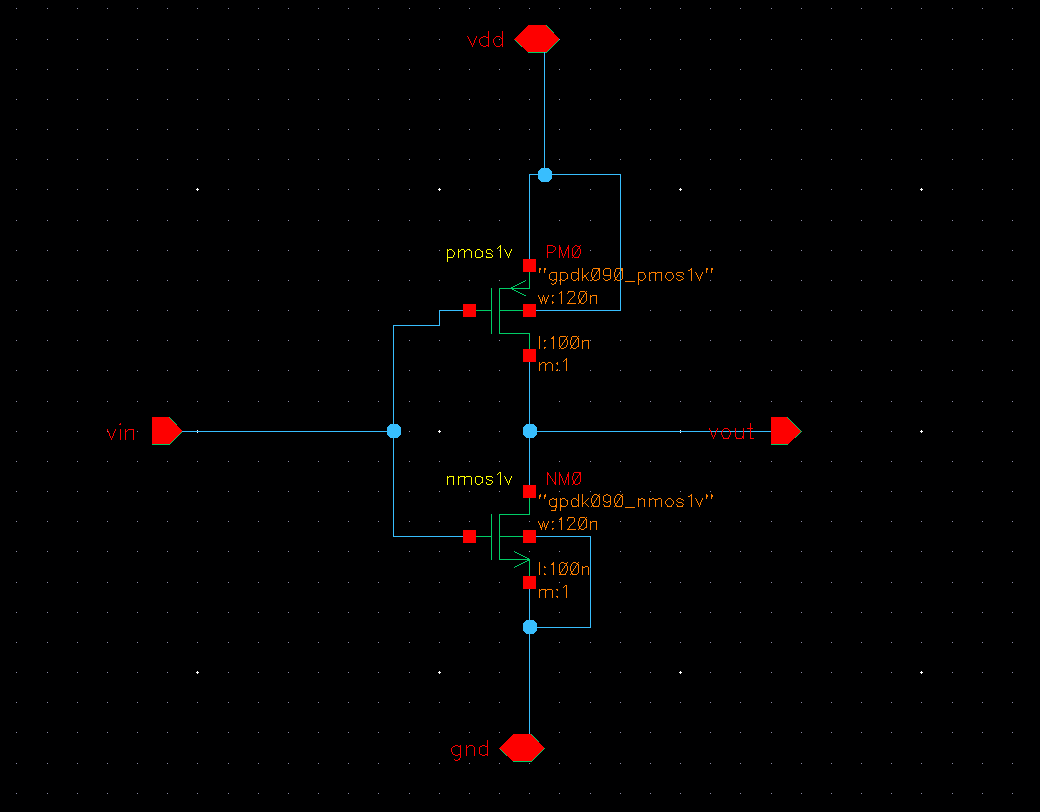 vdd
pmos1v PM0
"gpdk090_pmos1v"
w:120n
l:100n
m:1
vin
vout
nmos1v NM0
"gpdk090_nmos1v"
w:120n
l:100n
m:1
gnd